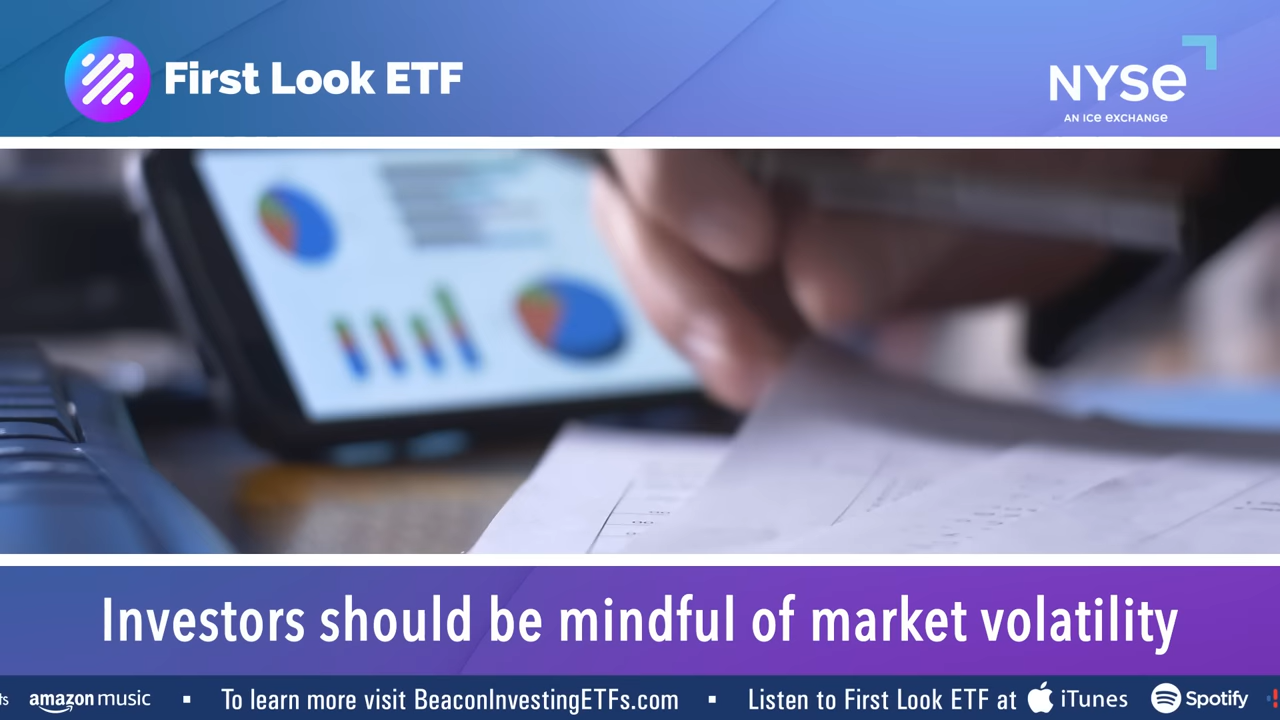 First Look ETF
NYSE
AN ICE EXCHANGE
Investors should be mindful of market volatility
ts amazon music ▪ To learn more visit BeaconInvestingETFs.com ▪ Listen to First Look ETF at iTunes Spotify